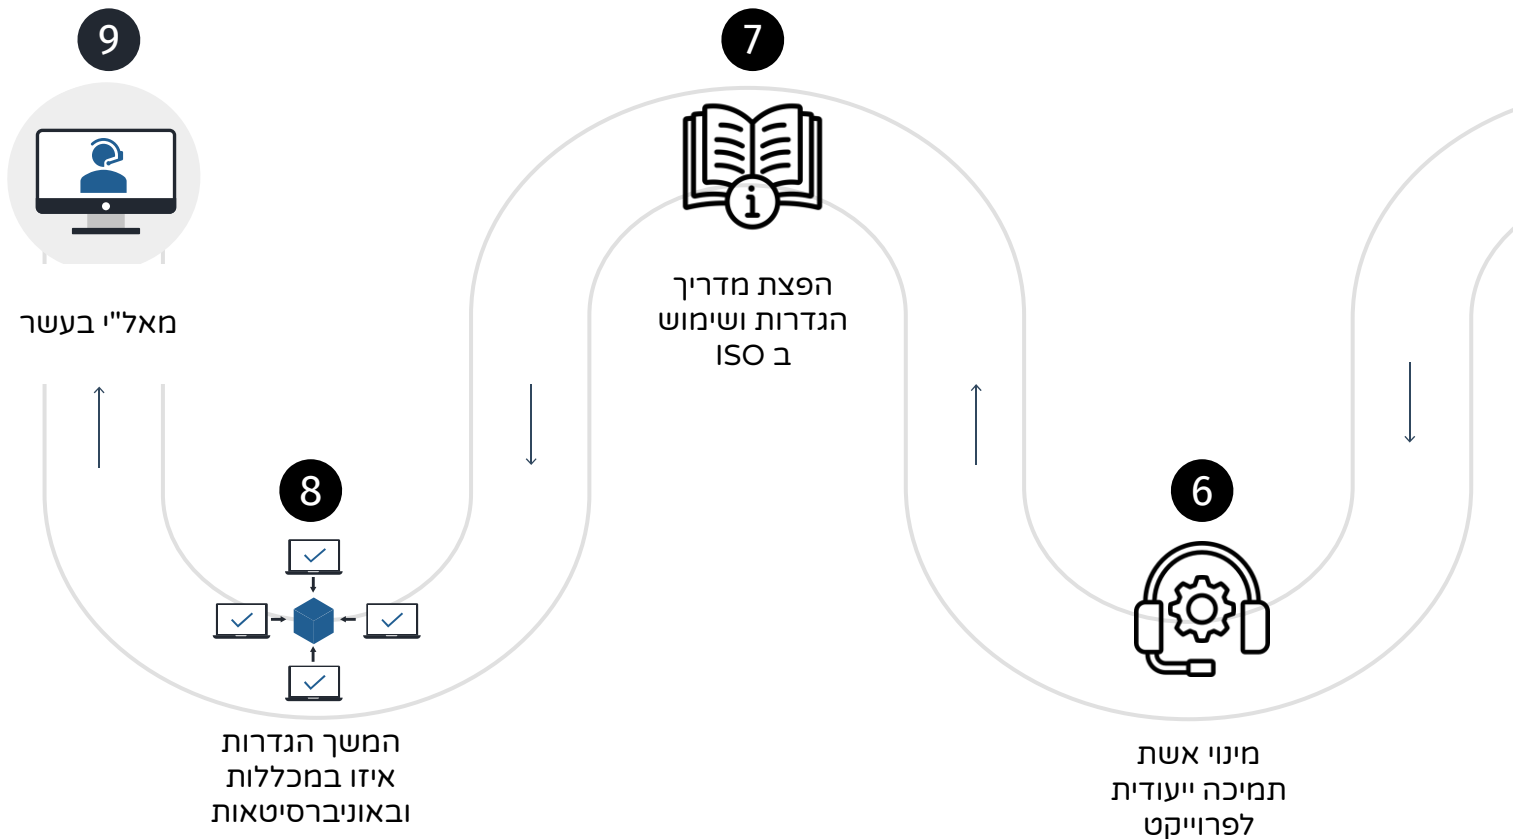 6
מינוי אשת
תמיכה ייעודית
לפרוייקט
7
הפצת מדריך
הגדרות ושימוש
ב ISO
8
המשך הגדרות
איזו במכללות
ובאוניברסיטאות
9
מאל"י בעשר